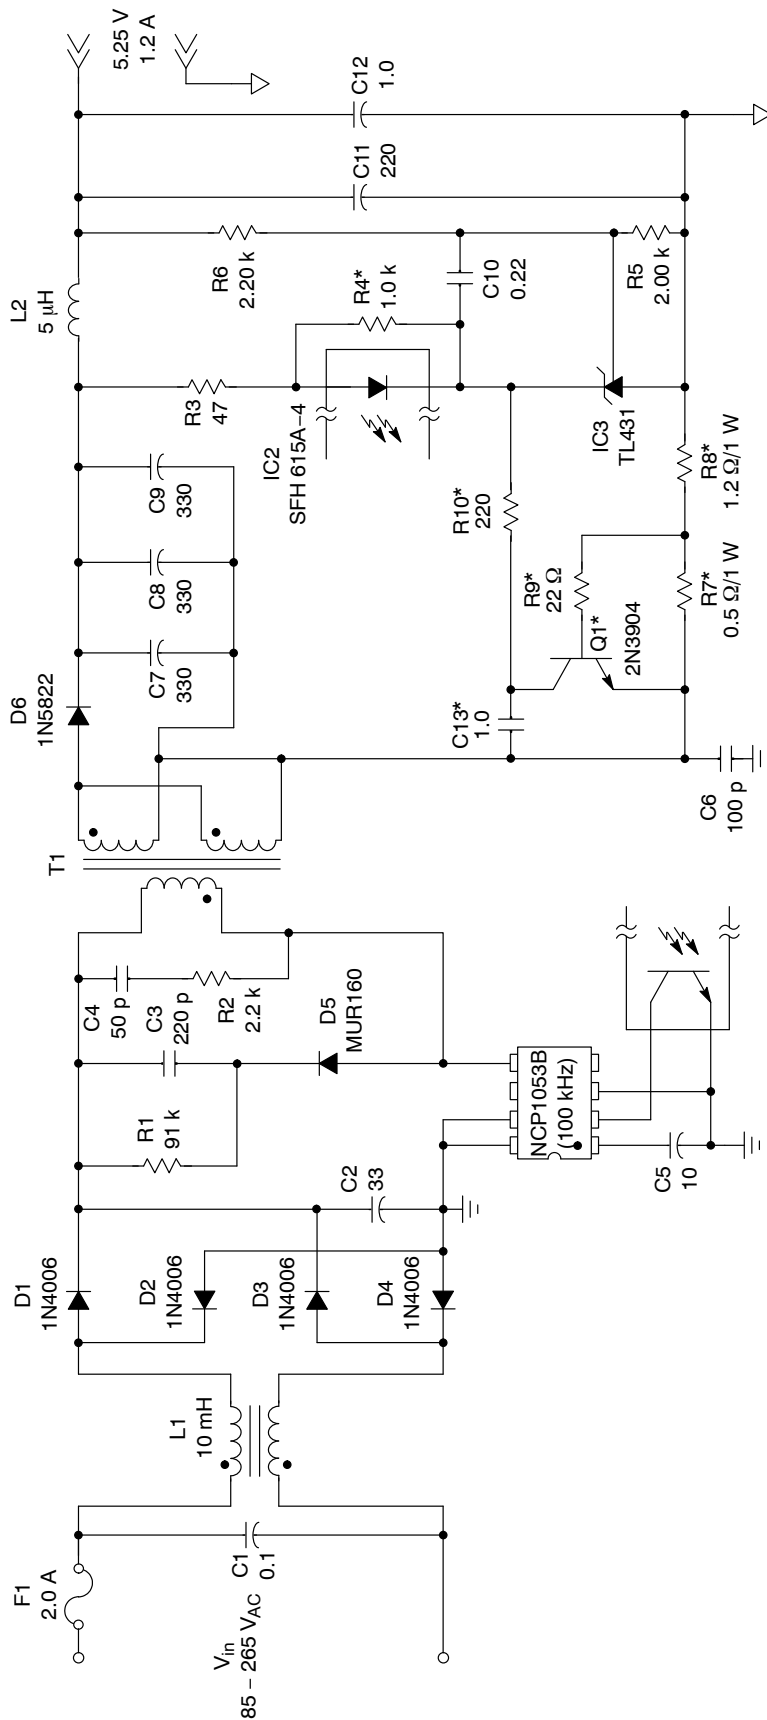 F1
2.0 A
V_in
85 – 265 V_AC
C1
0.1
L1
10 mH
D1
1N4006
D2
1N4006
D3
1N4006
D4
1N4006
C2
33
R1
91 k
C4
50 p
C3
220 p
R2
2.2 k
D5
MUR160
NCP1053B
(100 kHz)
C5
10
T1
D6
1N5822
C7
330
C8
330
C9
330
L2
5 µH
5.25 V
1.2 A
R3
47
R6
2.20 k
C11
220
C12
1.0
IC2
SFH 615A–4
R4*
1.0 k
C10
0.22
R10*
220
C13*
1.0
IC3
TL431
R5
2.00 k
R9*
22 Ω
Q1*
2N3904
R7*
0.5 Ω/1 W
R8*
1.2 Ω/1 W
C6
100 p